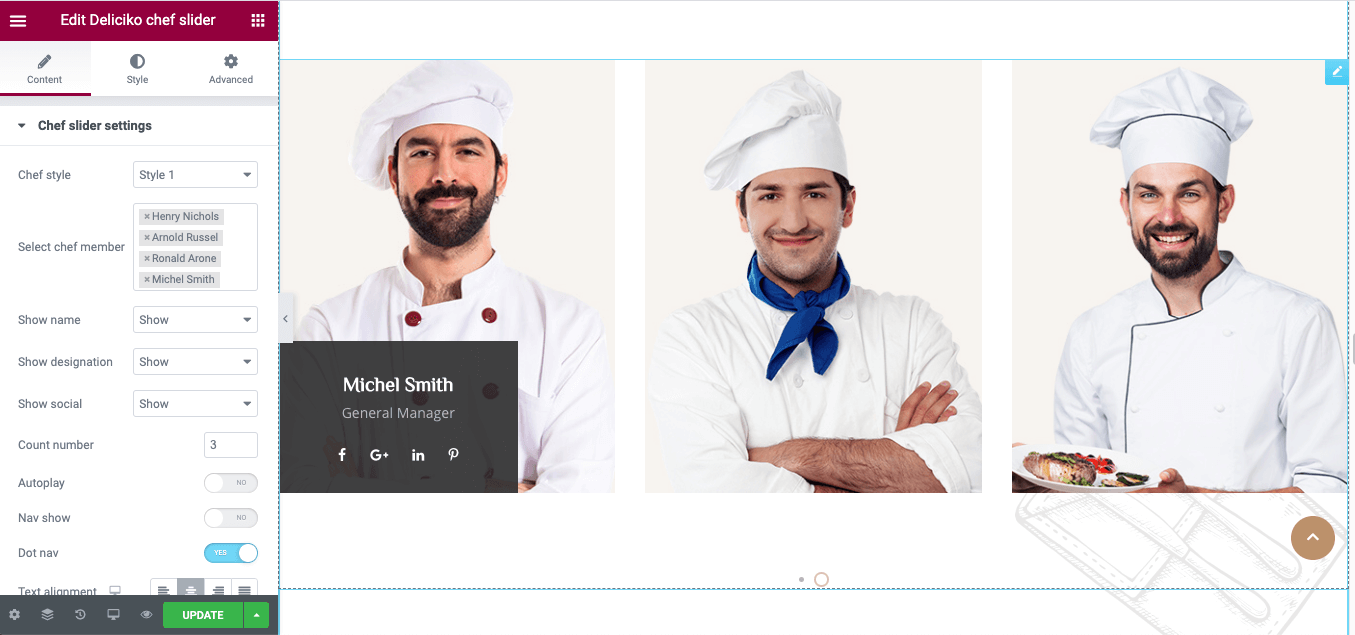 Edit Deliciko chef slider
Content
Style
Advanced
Chef slider settings
Chef style
Style 1
Select chef member
×Henry Nichols
×Arnold Russel
×Ronald Arone
×Michel Smith
Show name
Show
Show designation
Show
Show social
Show
Count number
3
Autoplay
NO
Nav show
NO
Dot nav
YES
Text alignment
UPDATE
Michel Smith
General Manager